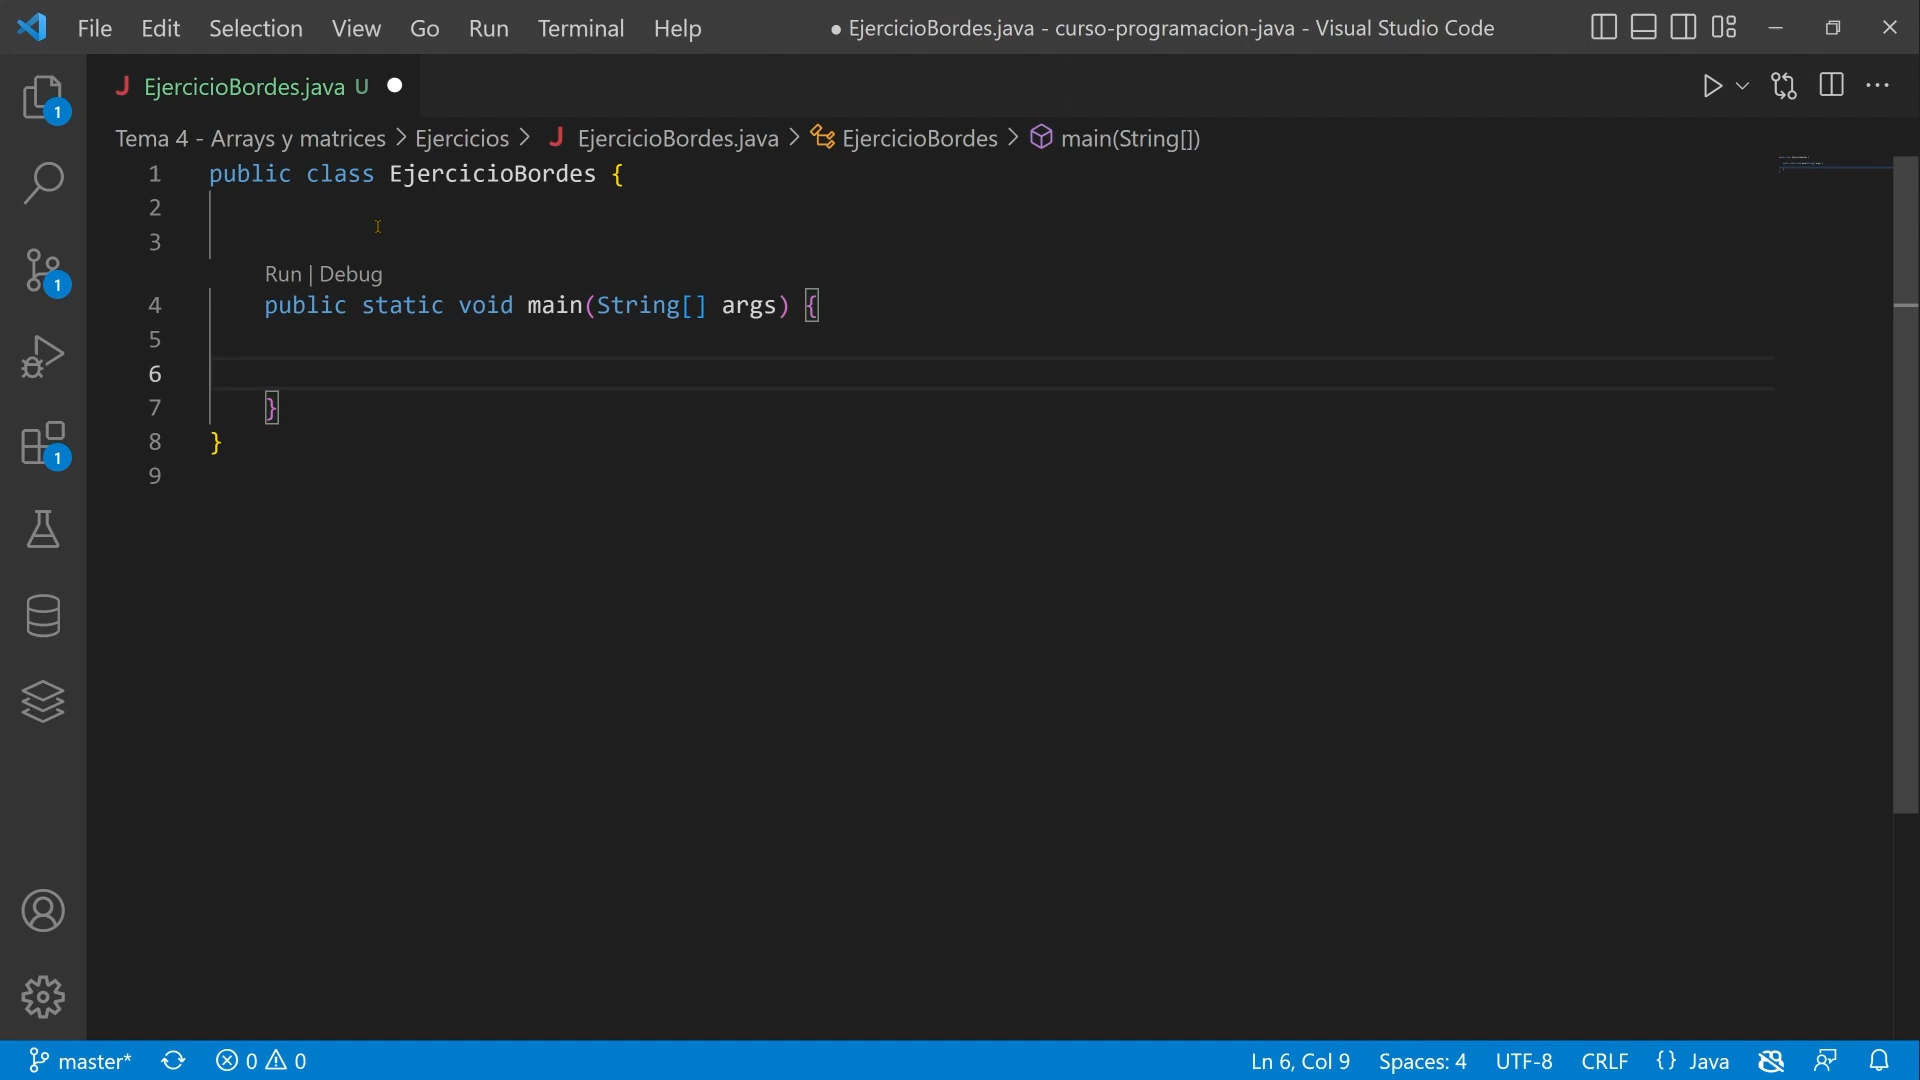 File Edit Selection View Go Run Terminal Help
● EjercicioBordes.java - curso-programacion-java - Visual Studio Code
J EjercicioBordes.java U ●
Tema 4 - Arrays y matrices > Ejercicios > J EjercicioBordes.java > EjercicioBordes > main(String[])
1 public class EjercicioBordes {
2
3
Run | Debug
4 public static void main(String[] args) {
5
6
7 }
8 }
9
1
1
1
master* 0 0 Ln 6, Col 9 Spaces: 4 UTF-8 CRLF {} Java